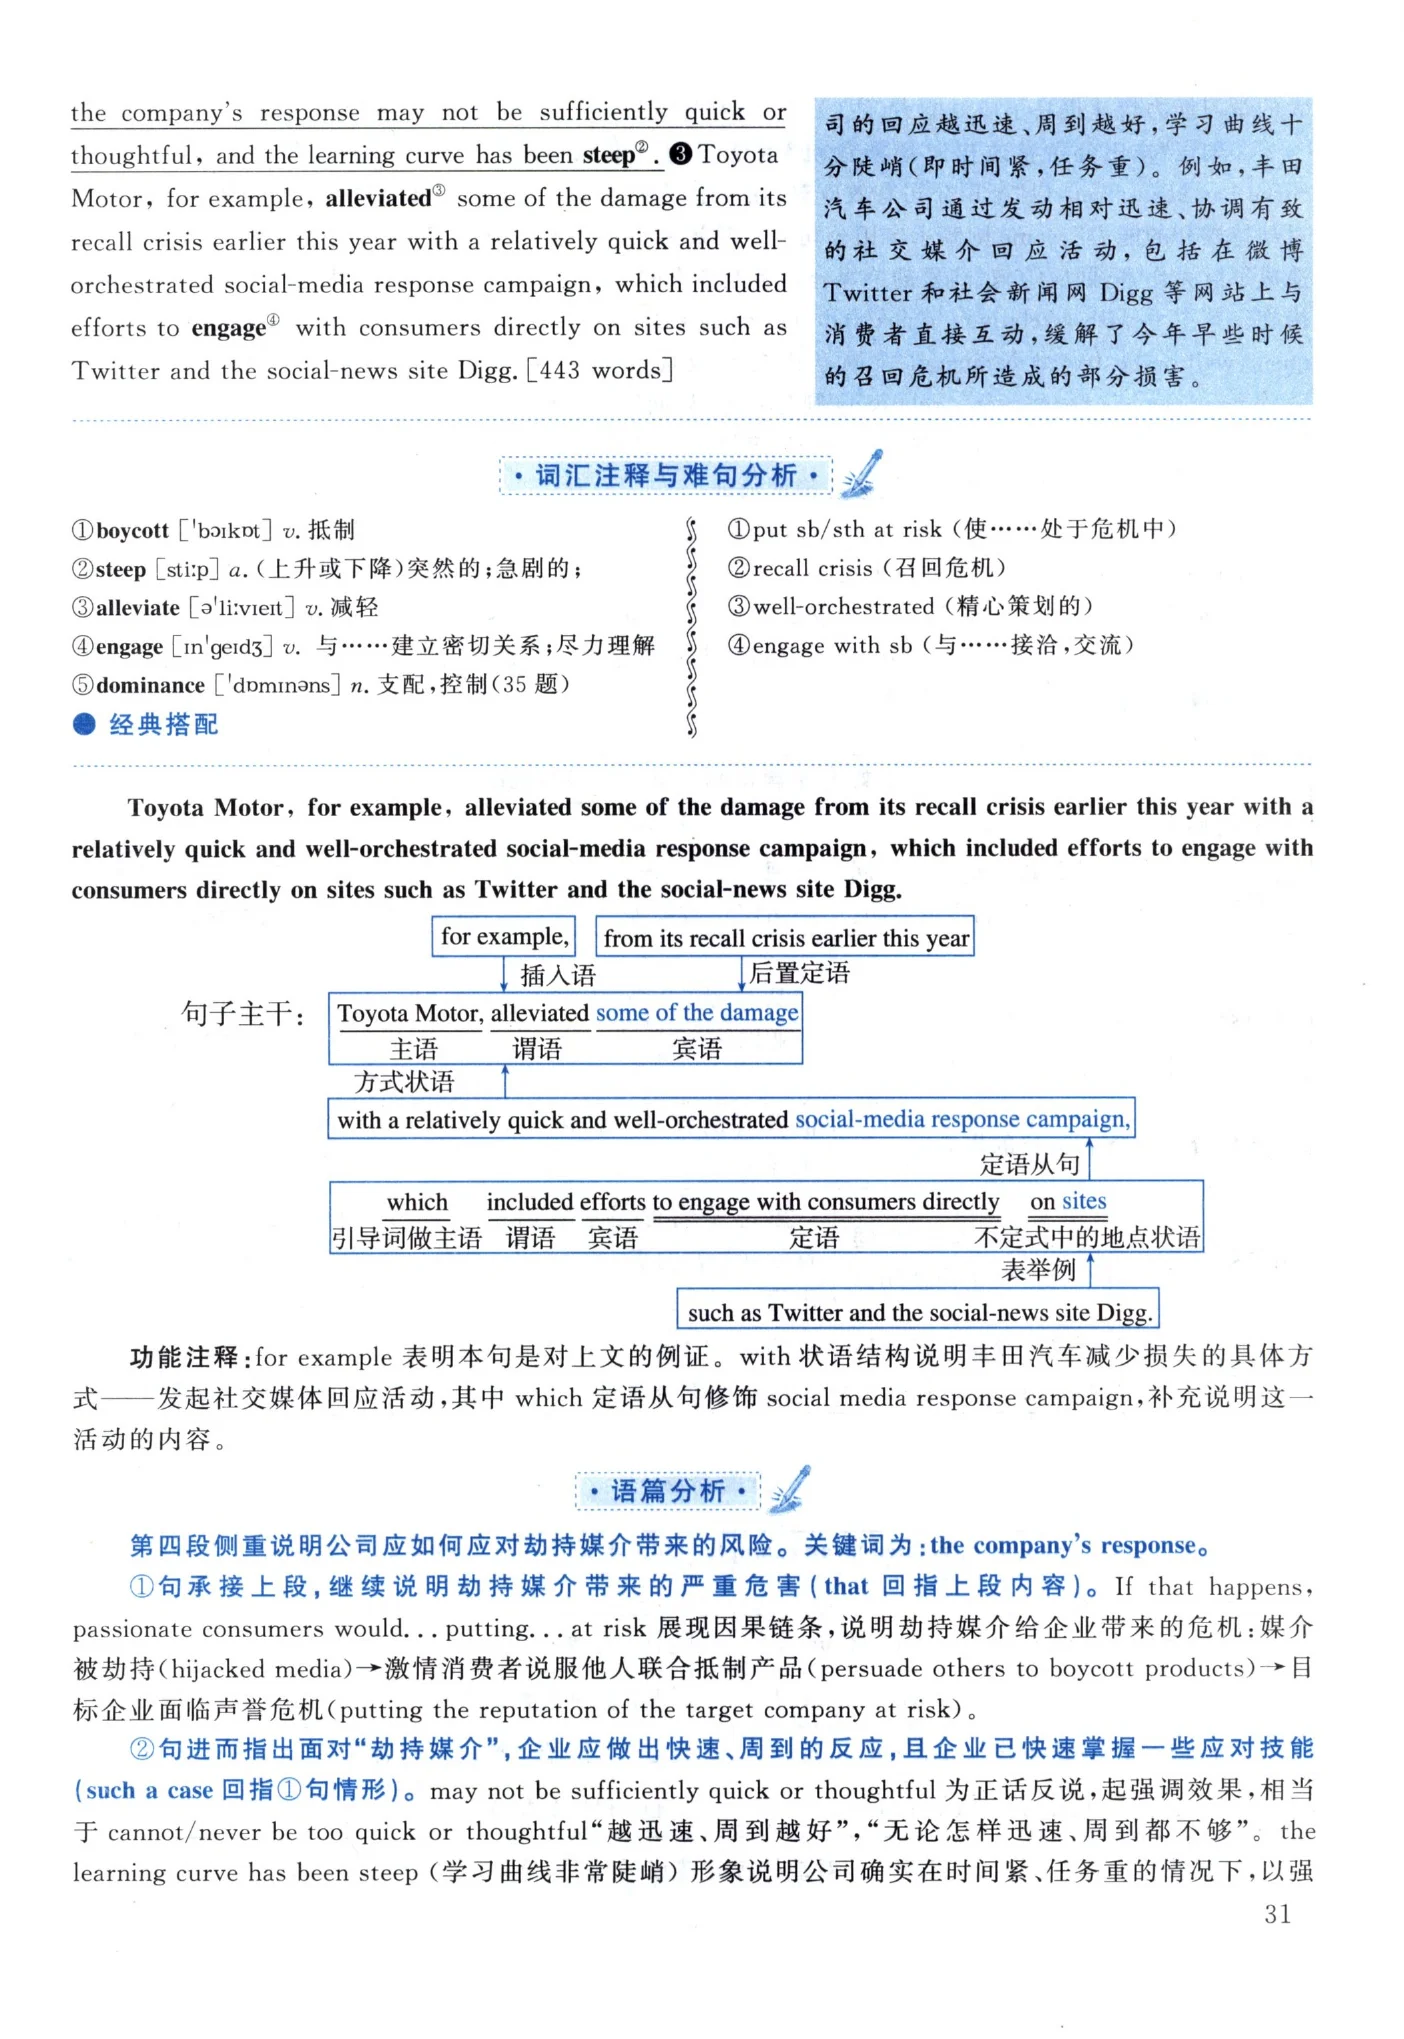 the company's response may not be sufficiently quick or
thoughtful, and the learning curve has been steep②. ❸Toyota
Motor, for example, alleviated③ some of the damage from its
recall crisis earlier this year with a relatively quick and well-
orchestrated social-media response campaign, which included
efforts to engage④ with consumers directly on sites such as
Twitter and the social-news site Digg. [443 words]
司的回应越迅速、周到越好,学习曲线十
分陡峭(即时间紧,任务重)。例如,丰田
汽车公司通过发动相对迅速、协调有致
的社交媒介回应活动,包括在微博
Twitter 和社会新闻网 Digg 等网站上与
消费者直接互动,缓解了今年早些时候
的召回危机所造成的部分损害。
·词汇注释与难句分析·
①boycott ['bɔɪkɒt] v. 抵制
②steep [stiːp] a. (上升或下降)突然的;急剧的;
③alleviate [ə'liːvɪeɪt] v. 减轻
④engage [ɪn'geɪdʒ] v. 与……建立密切关系;尽力理解
⑤dominance ['dɒmɪnəns] n. 支配,控制(35 题)
● 经典搭配
①put sb/sth at risk (使……处于危机中)
②recall crisis (召回危机)
③well-orchestrated (精心策划的)
④engage with sb (与……接洽,交流)
Toyota Motor, for example, alleviated some of the damage from its recall crisis earlier this year with a
relatively quick and well-orchestrated social-media response campaign, which included efforts to engage with
consumers directly on sites such as Twitter and the social-news site Digg.
for example, from its recall crisis earlier this year
插入语 后置定语
句子主干: Toyota Motor, alleviated some of the damage
主语 谓语 宾语
方式状语
with a relatively quick and well-orchestrated social-media response campaign,
定语从句
which included efforts to engage with consumers directly on sites
引导词做主语 谓语 宾语 定语 不定式中的地点状语
表举例
such as Twitter and the social-news site Digg.
功能注释:for example 表明本句是对上文的例证。with 状语结构说明丰田汽车减少损失的具体方
式——发起社交媒体回应活动,其中 which 定语从句修饰 social media response campaign,补充说明这一
活动的内容。
·语篇分析·
第四段侧重说明公司应如何应对劫持媒介带来的风险。关键词为:the company's response。
①句承接上段,继续说明劫持媒介带来的严重危害(that 回指上段内容)。If that happens,
passionate consumers would... putting... at risk 展现因果链条,说明劫持媒介给企业带来的危机:媒介
被劫持(hijacked media)→激情消费者说服他人联合抵制产品(persuade others to boycott products)→目
标企业面临声誉危机(putting the reputation of the target company at risk)。
②句进而指出面对“劫持媒介”,企业应做出快速、周到的反应,且企业已快速掌握一些应对技能
(such a case 回指①句情形)。may not be sufficiently quick or thoughtful 为正话反说,起强调效果,相当
于 cannot/never be too quick or thoughtful“越迅速、周到越好”,“无论怎样迅速、周到都不够”。the
learning curve has been steep (学习曲线非常陡峭) 形象说明公司确实在时间紧、任务重的情况下,以强
31